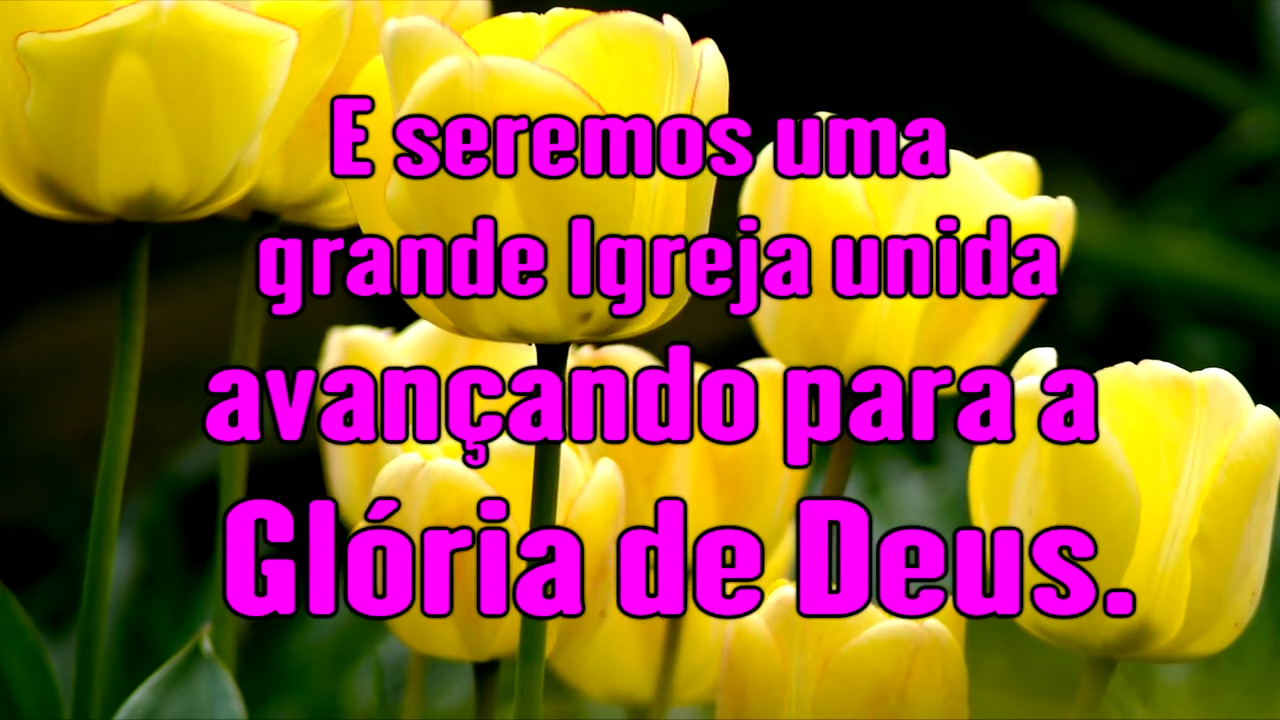 E seremos uma
grande Igreja unida
avançando para a
Glória de Deus.